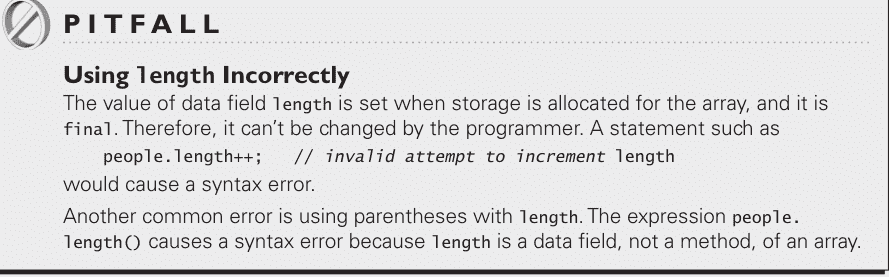 PITFALL
Using length Incorrectly
The value of data field length is set when storage is allocated for the array, and it is
final. Therefore, it can't be changed by the programmer. A statement such as
people.length++; // invalid attempt to increment length
would cause a syntax error.
Another common error is using parentheses with length. The expression people.
length() causes a syntax error because length is a data field, not a method, of an array.